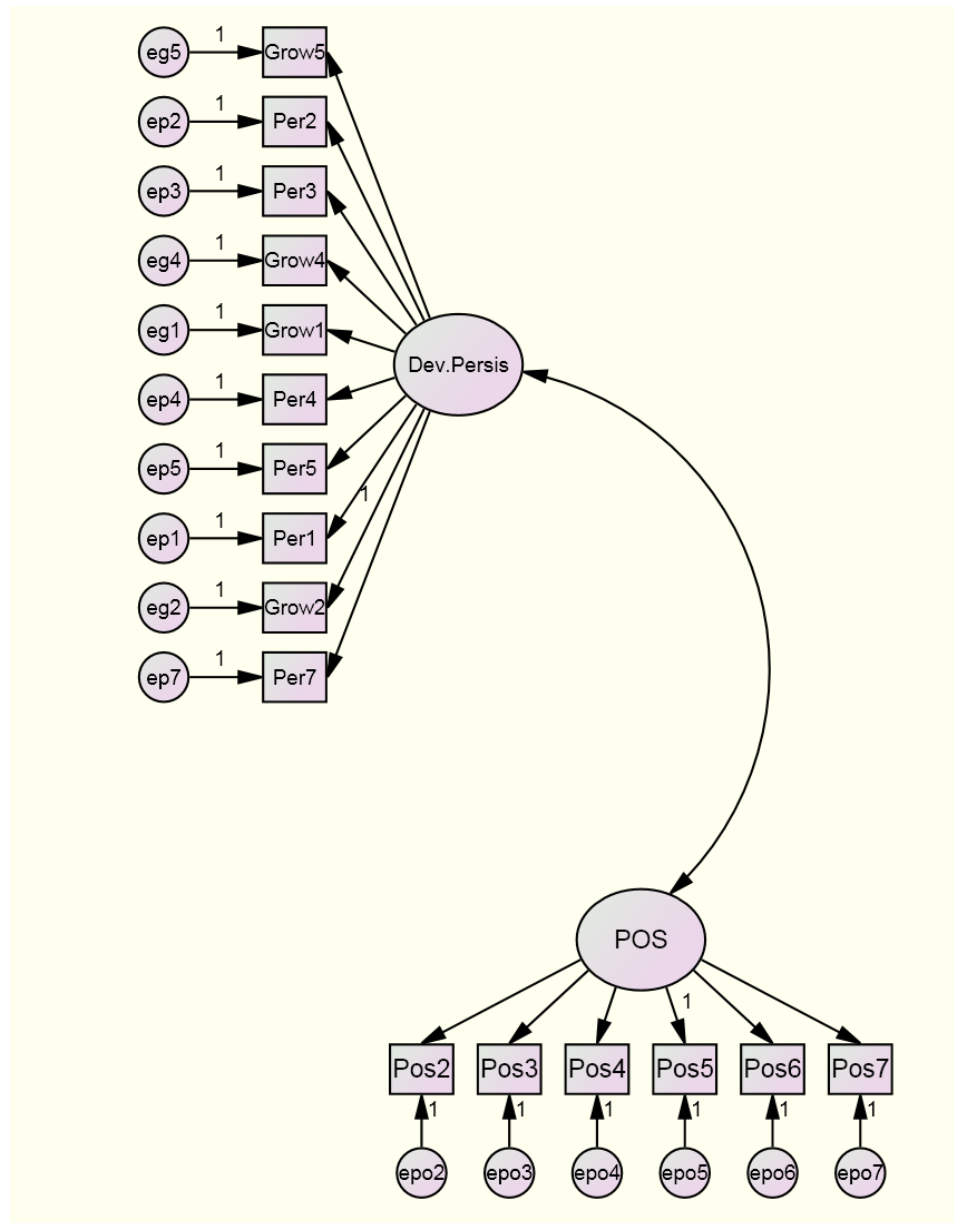 eg5 1 Grow5
ep2 1 Per2
ep3 1 Per3
eg4 1 Grow4
eg1 1 Grow1
Dev.Persis
ep4 1 Per4
ep5 1 Per5
1
ep1 1 Per1
eg2 1 Grow2
ep7 1 Per7
POS
1
Pos2 Pos3 Pos4 Pos5 Pos6 Pos7
1 1 1 1 1 1
epo2 epo3 epo4 epo5 epo6 epo7